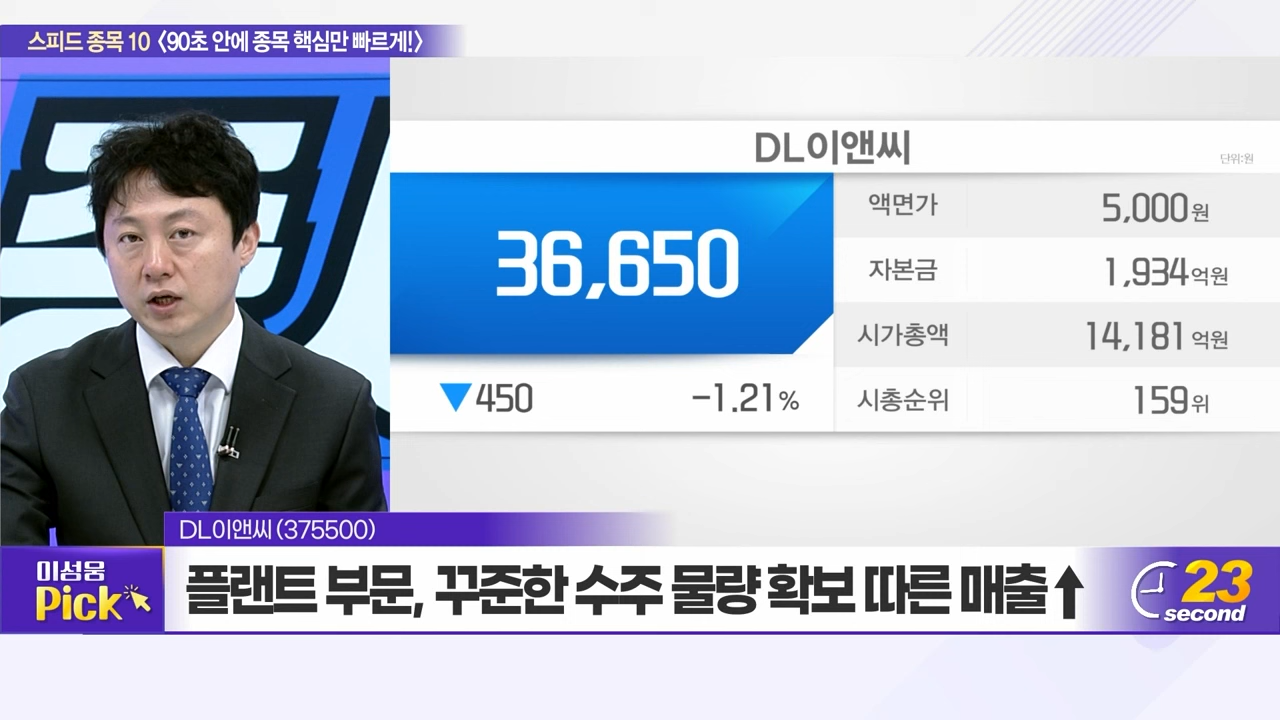 스피드 종목 10 <90초 안에 종목 핵심만 빠르게!>
DL이앤씨
단위:원
36,650
▼450 -1.21%
액면가 5,000원
자본금 1,934억원
시가총액 14,181억원
시총순위 159위
DL이앤씨(375500)
이성웅
Pick
플랜트 부문, 꾸준한 수주 물량 확보 따른 매출↑
23
second